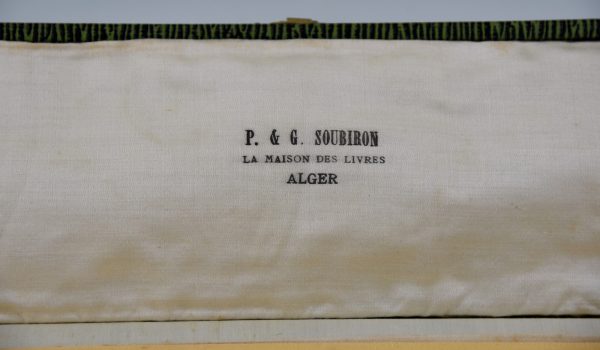 P. & G. SOUBIRON
LA MAISON DES LIVRES
ALGER